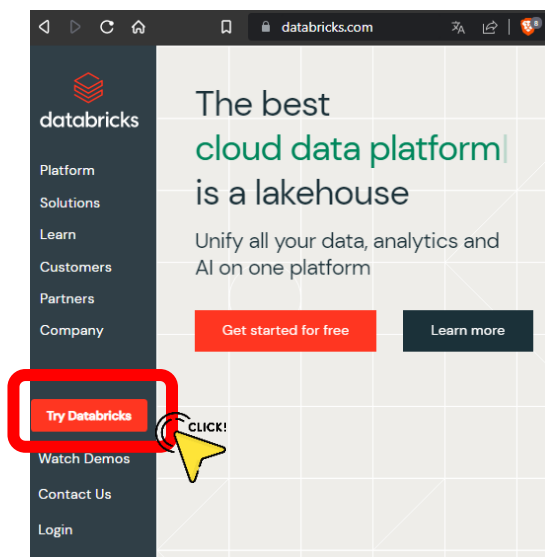 databricks.com
8
databricks
Platform
Solutions
Learn
Customers
Partners
Company
Try Databricks
CLICK!
Watch Demos
Contact Us
Login
The best
cloud data platform
is a lakehouse
Unify all your data, analytics and
AI on one platform
Get started for free
Learn more